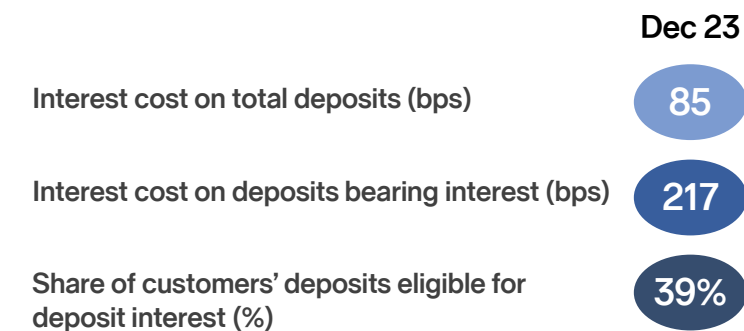 Dec 23
Interest cost on total deposits (bps)
85
Interest cost on deposits bearing interest (bps)
217
Share of customers’ deposits eligible for
deposit interest (%)
39%